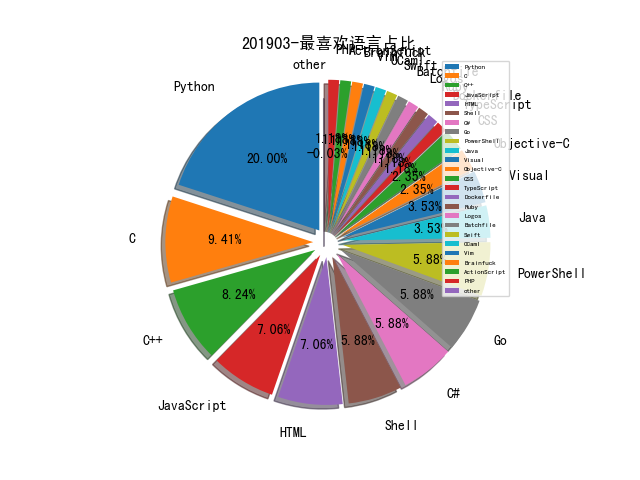 201903-最喜欢语言占比
other
Python
C
C++
JavaScript
HTML
Shell
C#
Go
PowerShell
Java
Visual
Objective-C
CSS
20.00%
9.41%
8.24%
7.06%
7.06%
5.88%
5.88%
5.88%
5.88%
3.53%
3.53%
2.35%
2.35%
-0.03%
Python
C
C++
JavaScript
HTML
Shell
C#
Go
PowerShell
Java
Visual
Objective-C
CSS
TypeScript
Dockerfile
Ruby
Logos
Batchfile
Swift
OCaml
Vim
Brainfuck
ActionScript
PHP
other